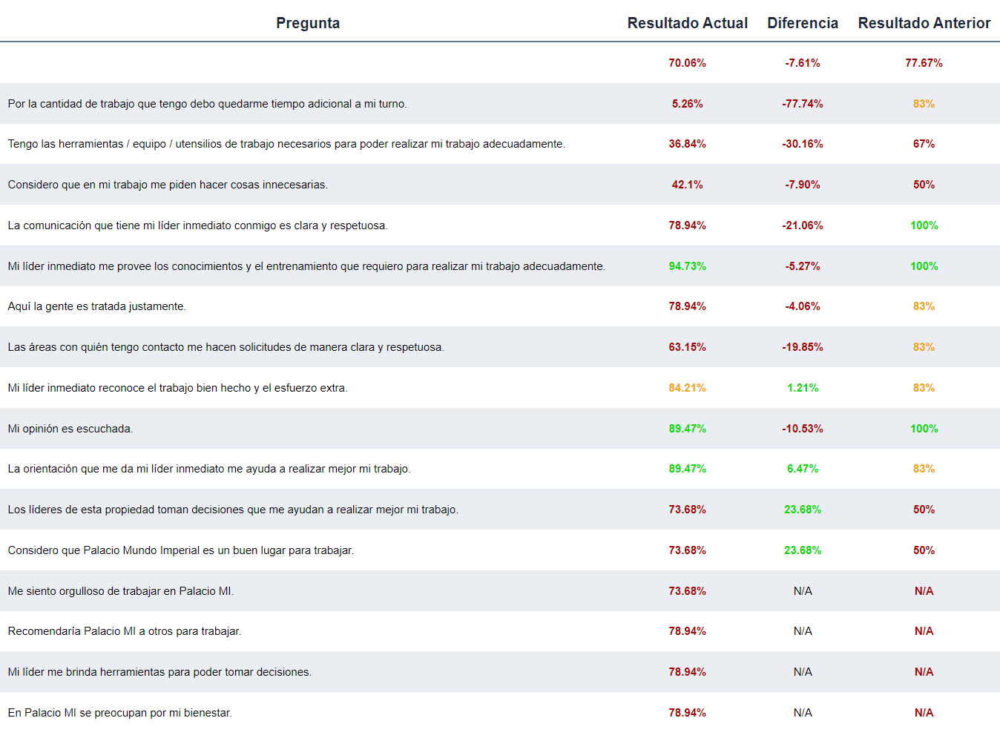 Pregunta Resultado Actual Diferencia Resultado Anterior
70.06% -7.61% 77.67%
Por la cantidad de trabajo que tengo debo quedarme tiempo adicional a mi turno. 5.26% -77.74% 83%
Tengo las herramientas / equipo / utensilios de trabajo necesarios para poder realizar mi trabajo adecuadamente. 36.84% -30.16% 67%
Considero que en mi trabajo me piden hacer cosas innecesarias. 42.1% -7.90% 50%
La comunicación que tiene mi líder inmediato conmigo es clara y respetuosa. 78.94% -21.06% 100%
Mi líder inmediato me provee los conocimientos y el entrenamiento que requiero para realizar mi trabajo adecuadamente. 94.73% -5.27% 100%
Aquí la gente es tratada justamente. 78.94% -4.06% 83%
Las áreas con quién tengo contacto me hacen solicitudes de manera clara y respetuosa. 63.15% -19.85% 83%
Mi líder inmediato reconoce el trabajo bien hecho y el esfuerzo extra. 84.21% 1.21% 83%
Mi opinión es escuchada. 89.47% -10.53% 100%
La orientación que me da mi líder inmediato me ayuda a realizar mejor mi trabajo. 89.47% 6.47% 83%
Los líderes de esta propiedad toman decisiones que me ayudan a realizar mejor mi trabajo. 73.68% 23.68% 50%
Considero que Palacio Mundo Imperial es un buen lugar para trabajar. 73.68% 23.68% 50%
Me siento orgulloso de trabajar en Palacio MI. 73.68% N/A N/A
Recomendaría Palacio MI a otros para trabajar. 78.94% N/A N/A
Mi líder me brinda herramientas para poder tomar decisiones. 78.94% N/A N/A
En Palacio MI se preocupan por mi bienestar. 78.94% N/A N/A